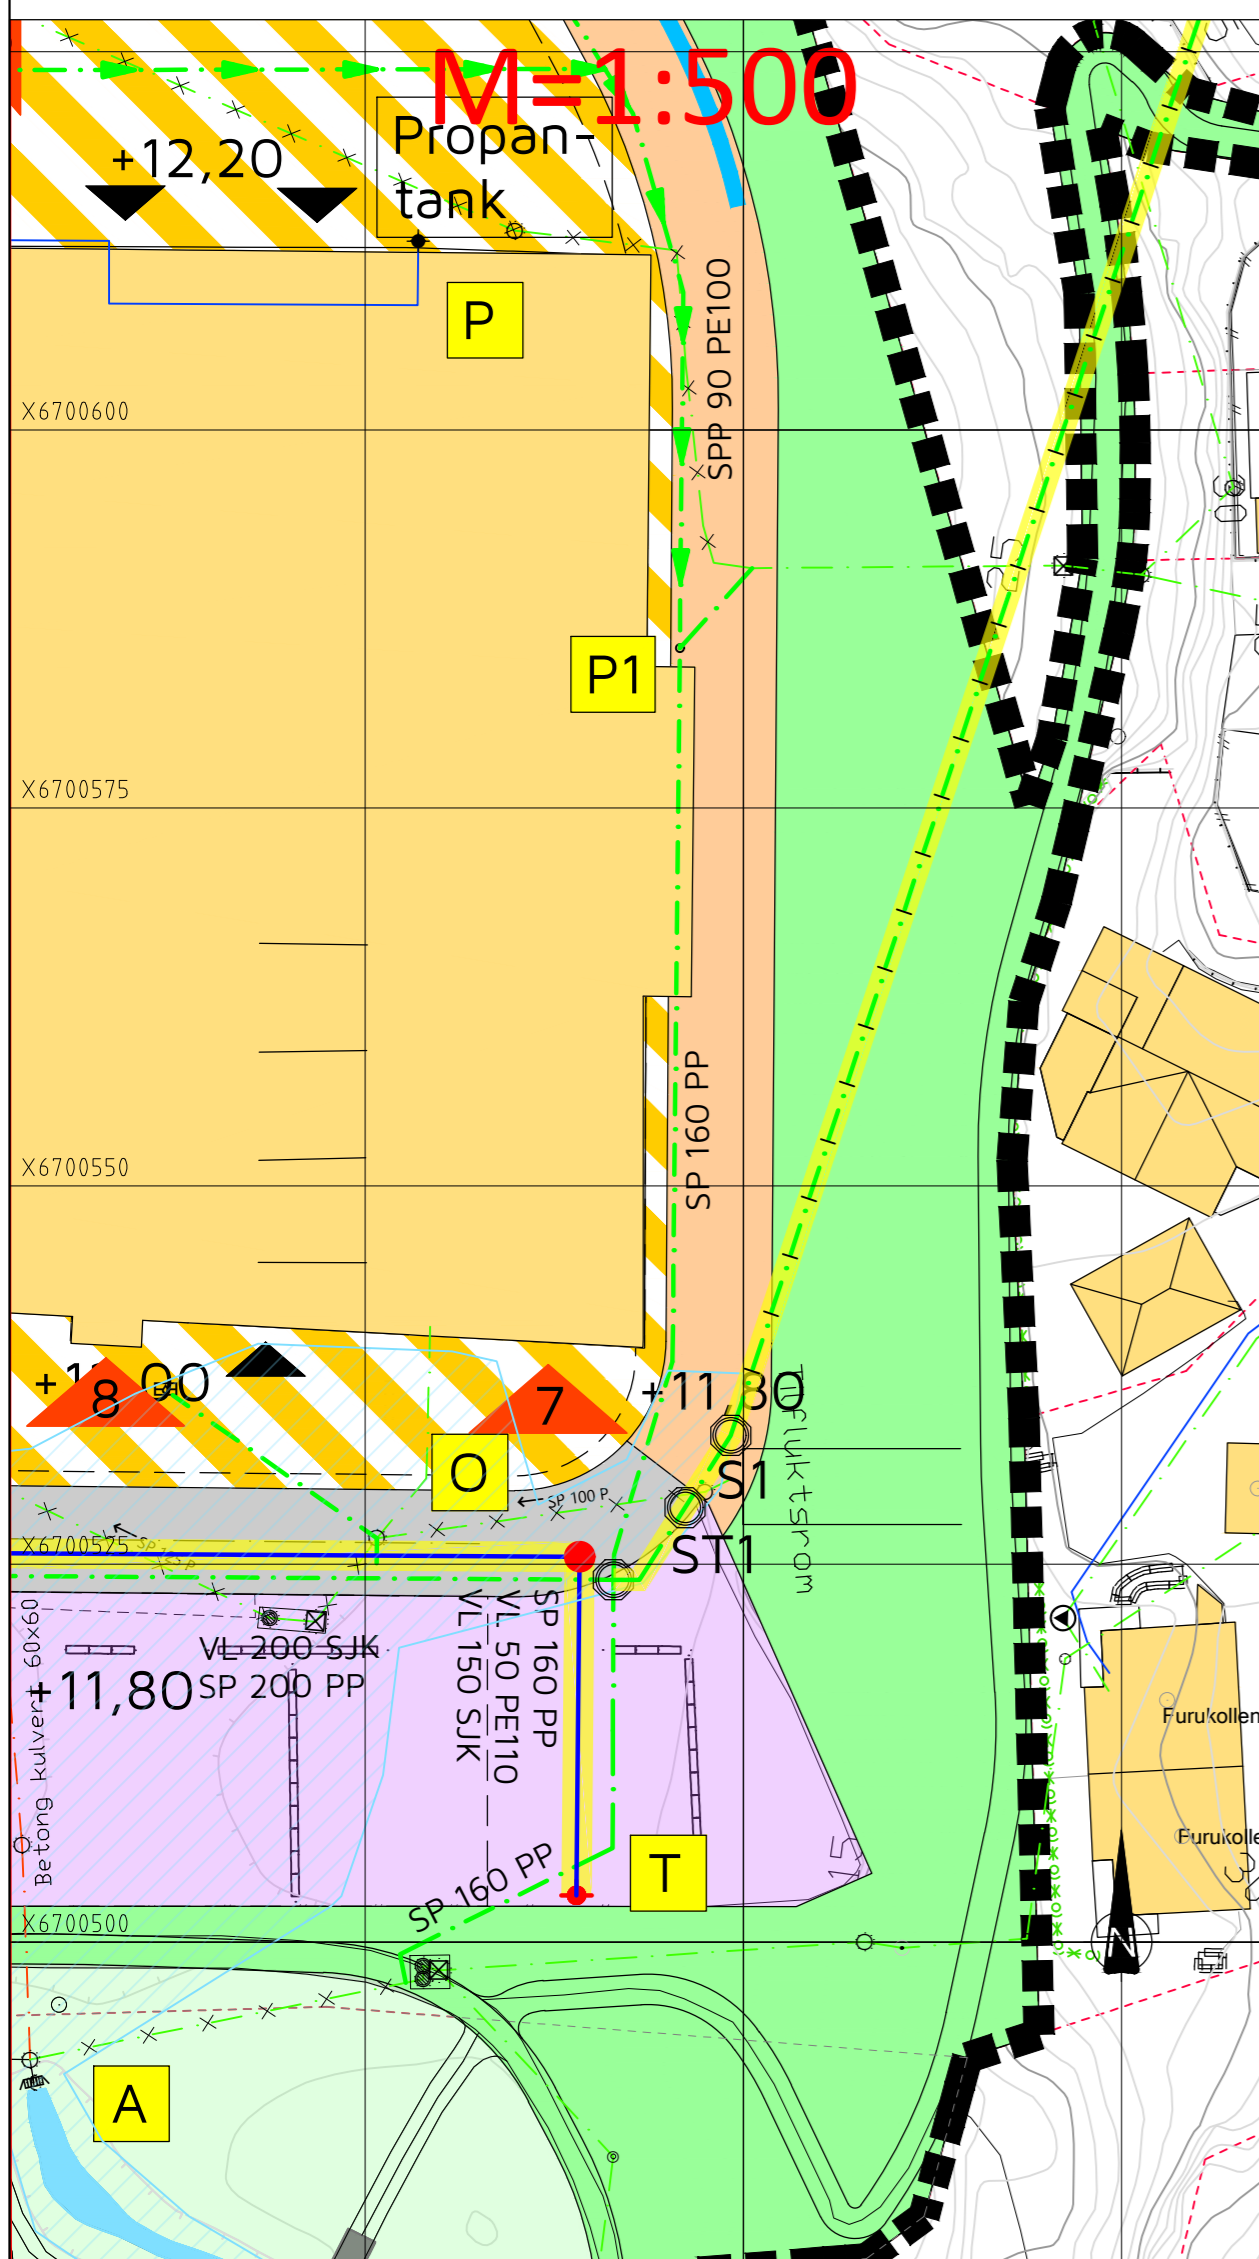 M=1:500
Propan-
tank
+12,20
P
SPP 90 PE100
X6700600
P1
X6700575
SP 160 PP
X6700550
8
7
+11,80
O
SP 100 P
S1
ST1
Tilfluktsrom
X6700525
SP 160 PP
VL 50 PE110
VL 150 SJK
VL 200 SJK
SP 200 PP
+11,80
Betong kulvert 60x60
Furukollen
T
15
SP 160 PP
X6700500
N
A